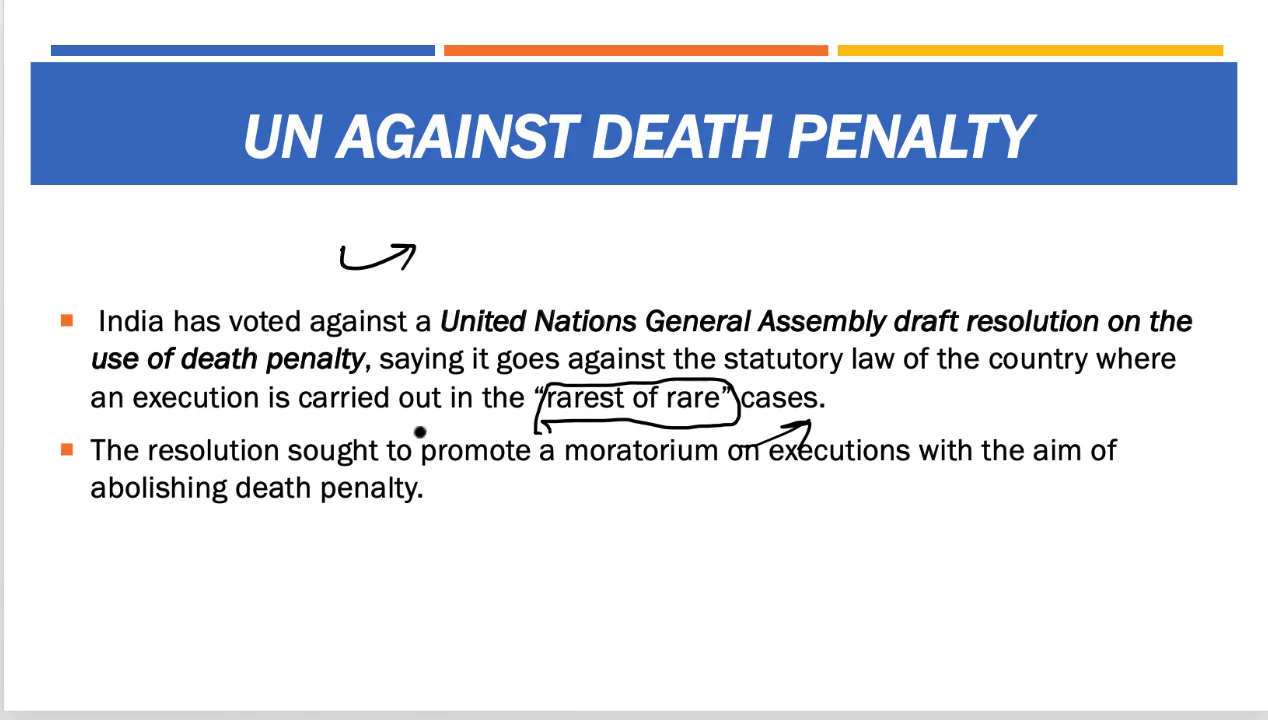 UN AGAINST DEATH PENALTY
India has voted against a United Nations General Assembly draft resolution on the
use of death penalty, saying it goes against the statutory law of the country where
an execution is carried out in the “rarest of rare” cases.
The resolution sought to promote a moratorium on executions with the aim of
abolishing death penalty.